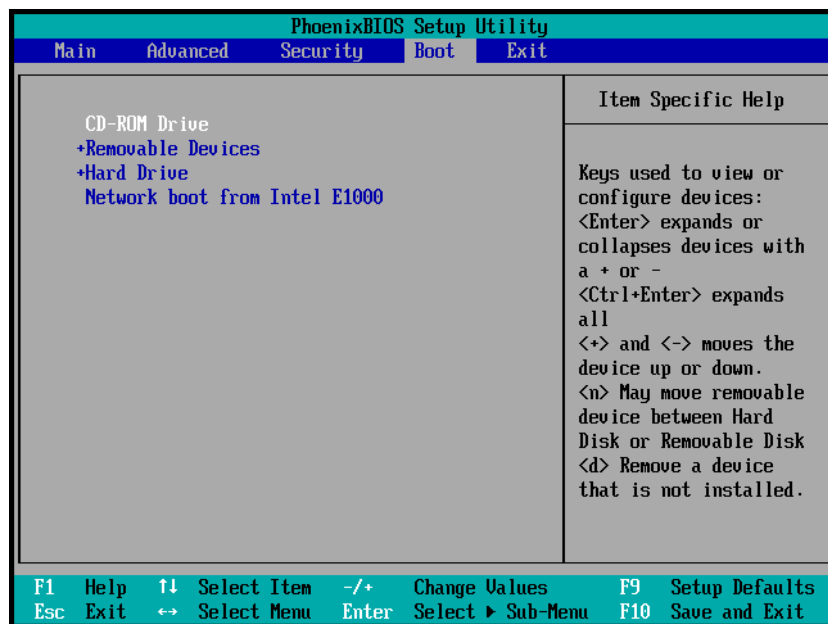 PhoenixBIOS Setup Utility
Main Advanced Security Boot Exit
CD-ROM Drive
+Removable Devices
+Hard Drive
Network boot from Intel E1000
Item Specific Help
Keys used to view or
configure devices:
<Enter> expands or
collapses devices with
a + or -
<Ctrl+Enter> expands
all
<+> and <-> moves the
device up or down.
<n> May move removable
device between Hard
Disk or Removable Disk
<d> Remove a device
that is not installed.
F1 Help ↑↓ Select Item -/+ Change Values F9 Setup Defaults
Esc Exit ↔ Select Menu Enter Select ▶ Sub-Menu F10 Save and Exit